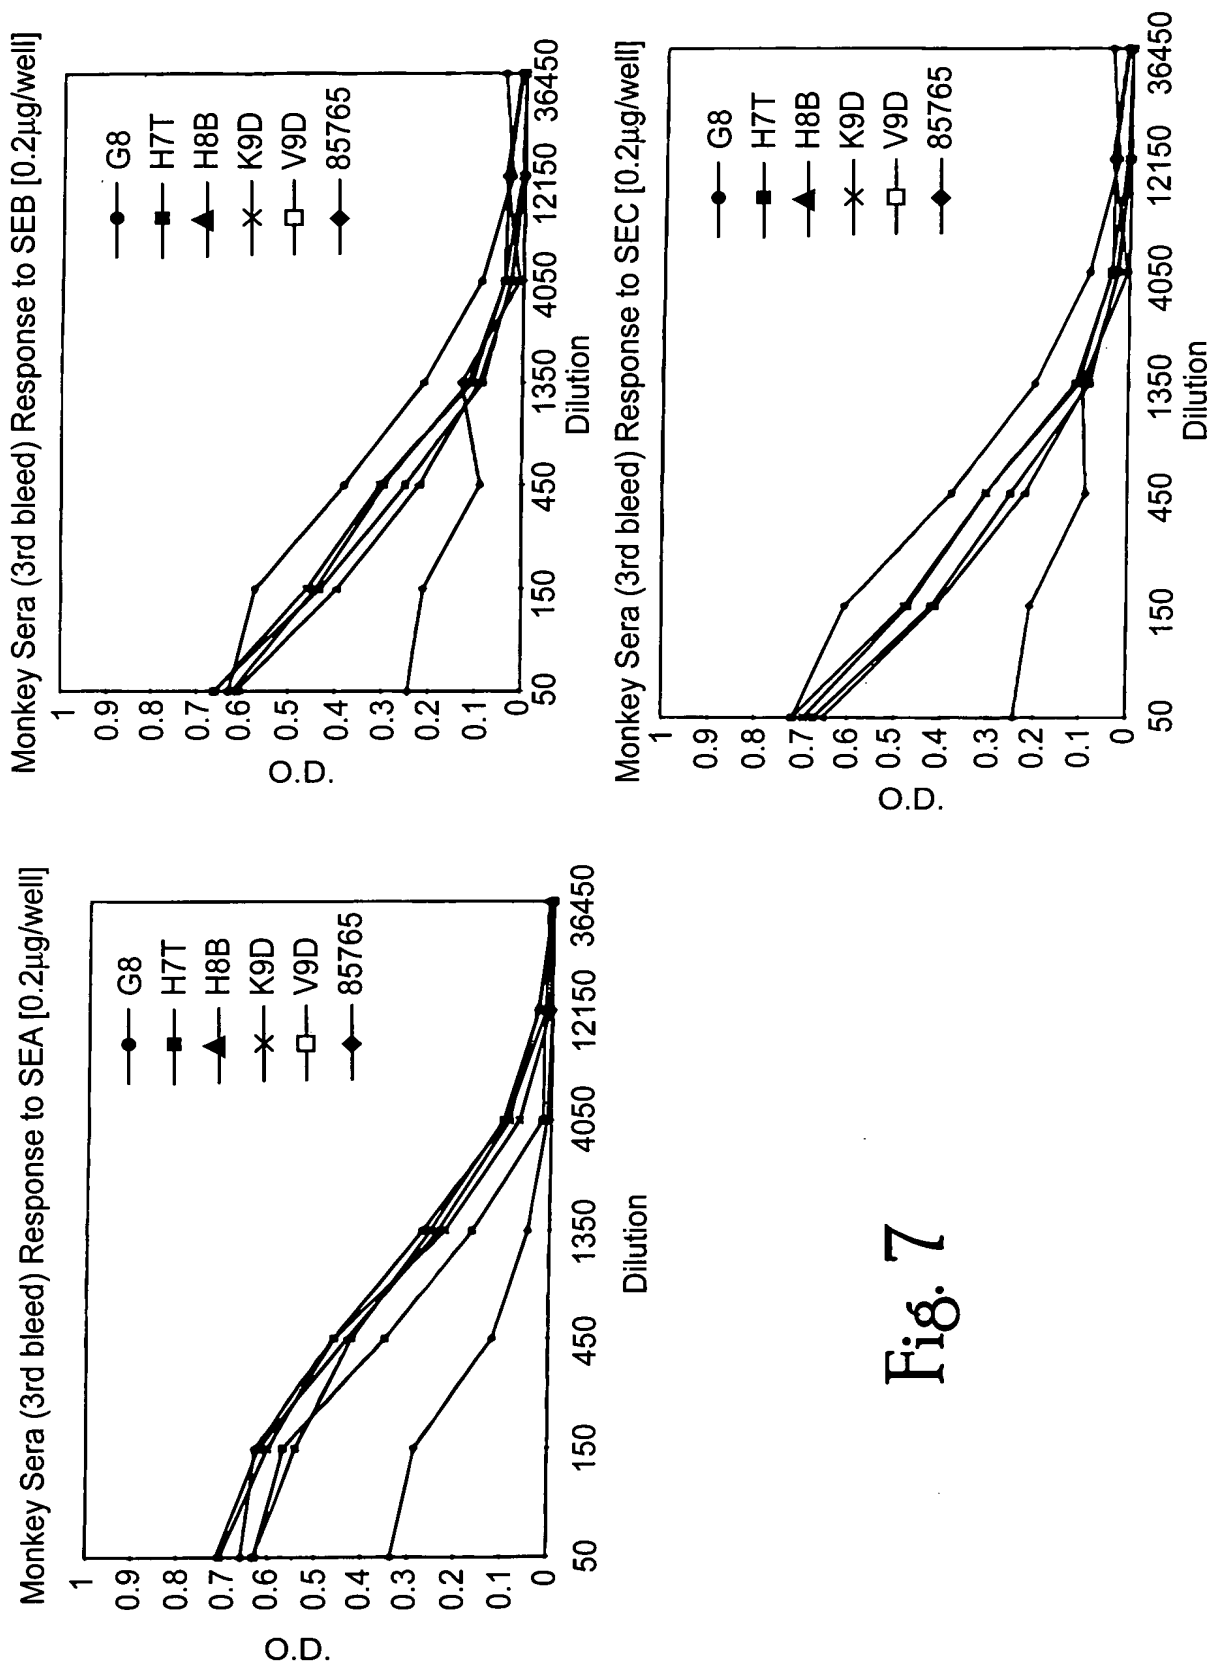 Monkey Sera (3rd bleed) Response to SEA [0.2µg/well]
O.D.
1
0.9
0.8
0.7
0.6
0.5
0.4
0.3
0.2
0.1
0
50
150
450
1350
4050
12150
36450
Dilution
G8
H7T
H8B
K9D
V9D
85765
Monkey Sera (3rd bleed) Response to SEB [0.2µg/well]
O.D.
1
0.9
0.8
0.7
0.6
0.5
0.4
0.3
0.2
0.1
0
50
150
450
1350
4050
12150
36450
Dilution
G8
H7T
H8B
K9D
V9D
85765
Monkey Sera (3rd bleed) Response to SEC [0.2µg/well]
O.D.
1
0.9
0.8
0.7
0.6
0.5
0.4
0.3
0.2
0.1
0
50
150
450
1350
4050
12150
36450
Dilution
G8
H7T
H8B
K9D
V9D
85765
Fig. 7